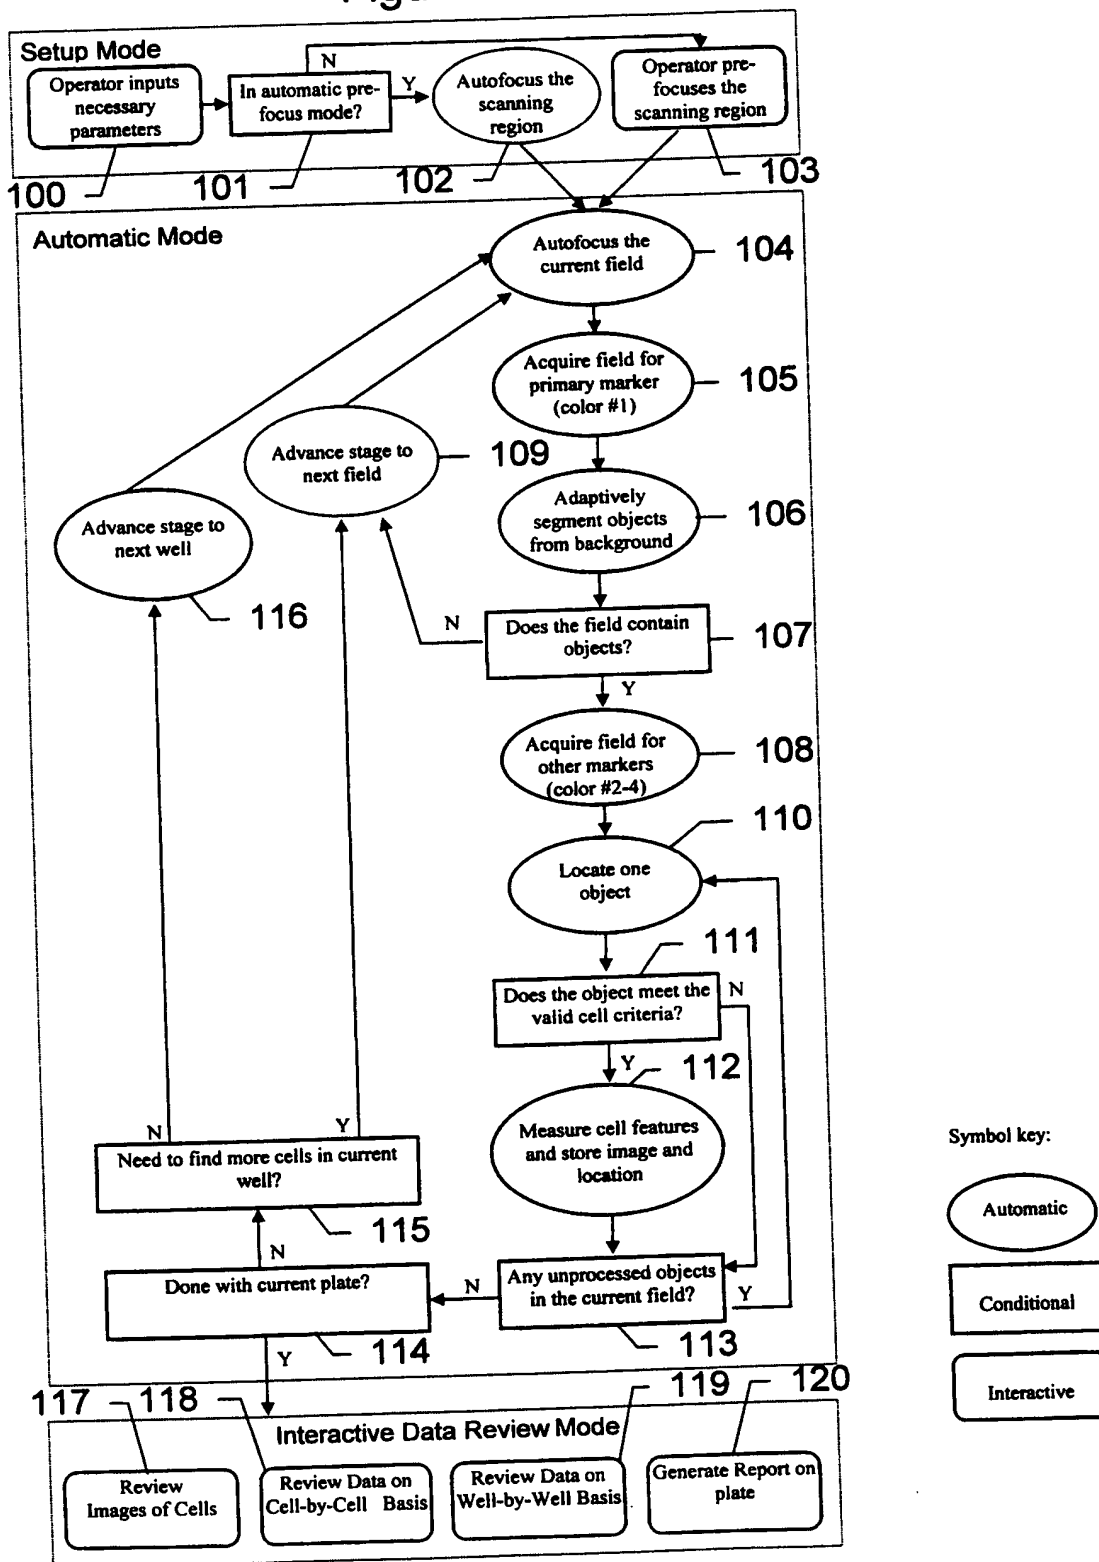 Setup Mode
Operator inputs
necessary
parameters
In automatic pre-
focus mode?
N
Y
Autofocus the
scanning
region
Operator pre-
focuses the
scanning region
100
101
102
103
Automatic Mode
Autofocus the
current field
104
Acquire field for
primary marker
(color #1)
105
Advance stage to
next field
109
Adaptively
segment objects
from background
106
Advance stage to
next well
116
Does the field contain
objects?
107
N
Y
Acquire field for
other markers
(color #2-4)
108
110
Locate one
object
111
Does the object meet the
valid cell criteria?
N
Y
112
Measure cell features
and store image and
location
N
Y
Need to find more cells in current
well?
115
N
Done with current plate?
114
N
Any unprocessed objects
in the current field?
Y
113
Y
117
118
119
120
Interactive Data Review Mode
Review
Images of Cells
Review Data on
Cell-by-Cell Basis
Review Data on
Well-by-Well Basis
Generate Report on
plate
Symbol key:
Automatic
Conditional
Interactive